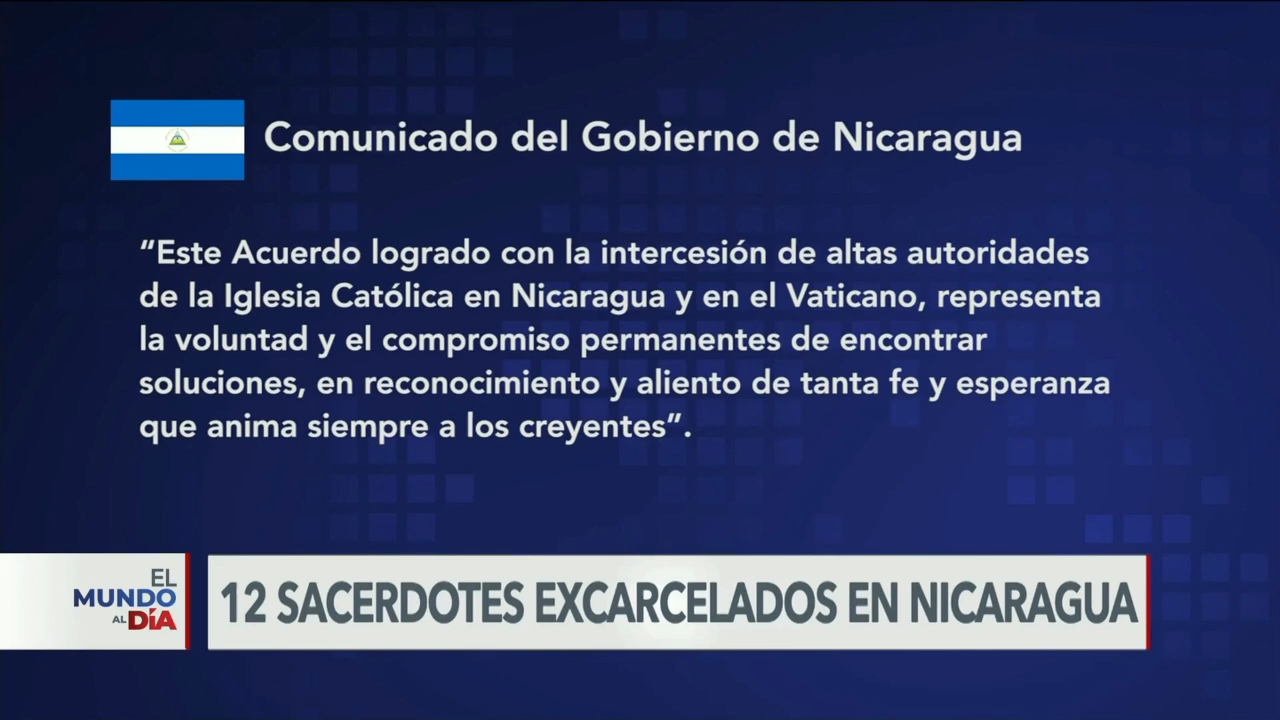 Comunicado del Gobierno de Nicaragua
“Este Acuerdo logrado con la intercesión de altas autoridades
de la Iglesia Católica en Nicaragua y en el Vaticano, representa
la voluntad y el compromiso permanentes de encontrar
soluciones, en reconocimiento y aliento de tanta fe y esperanza
que anima siempre a los creyentes”.
EL
MUNDO
AL DÍA
12 SACERDOTES EXCARCELADOS EN NICARAGUA